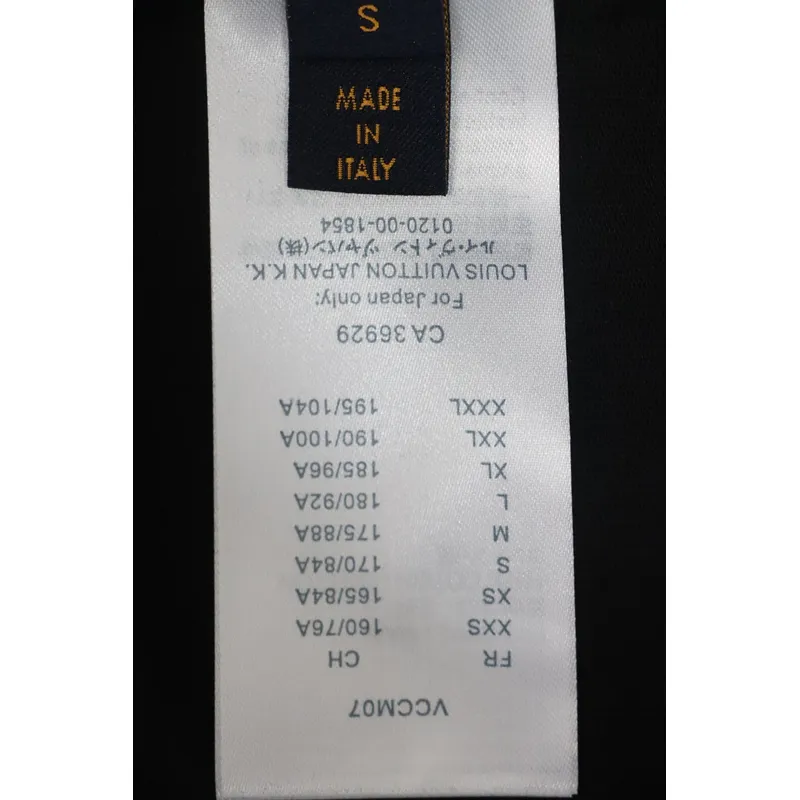 S
MADE
IN
ITALY
VCCM07
FR CH
XXS 160/76A
XS 165/84A
S 170/84A
M 175/88A
L 180/92A
XL 185/96A
XXL 190/100A
XXXL 195/104A
CA 36929
For Japan only:
LOUIS VUITTON JAPAN K.K.
ルイ・ヴィトン ジャパン(株)
0120-00-1854